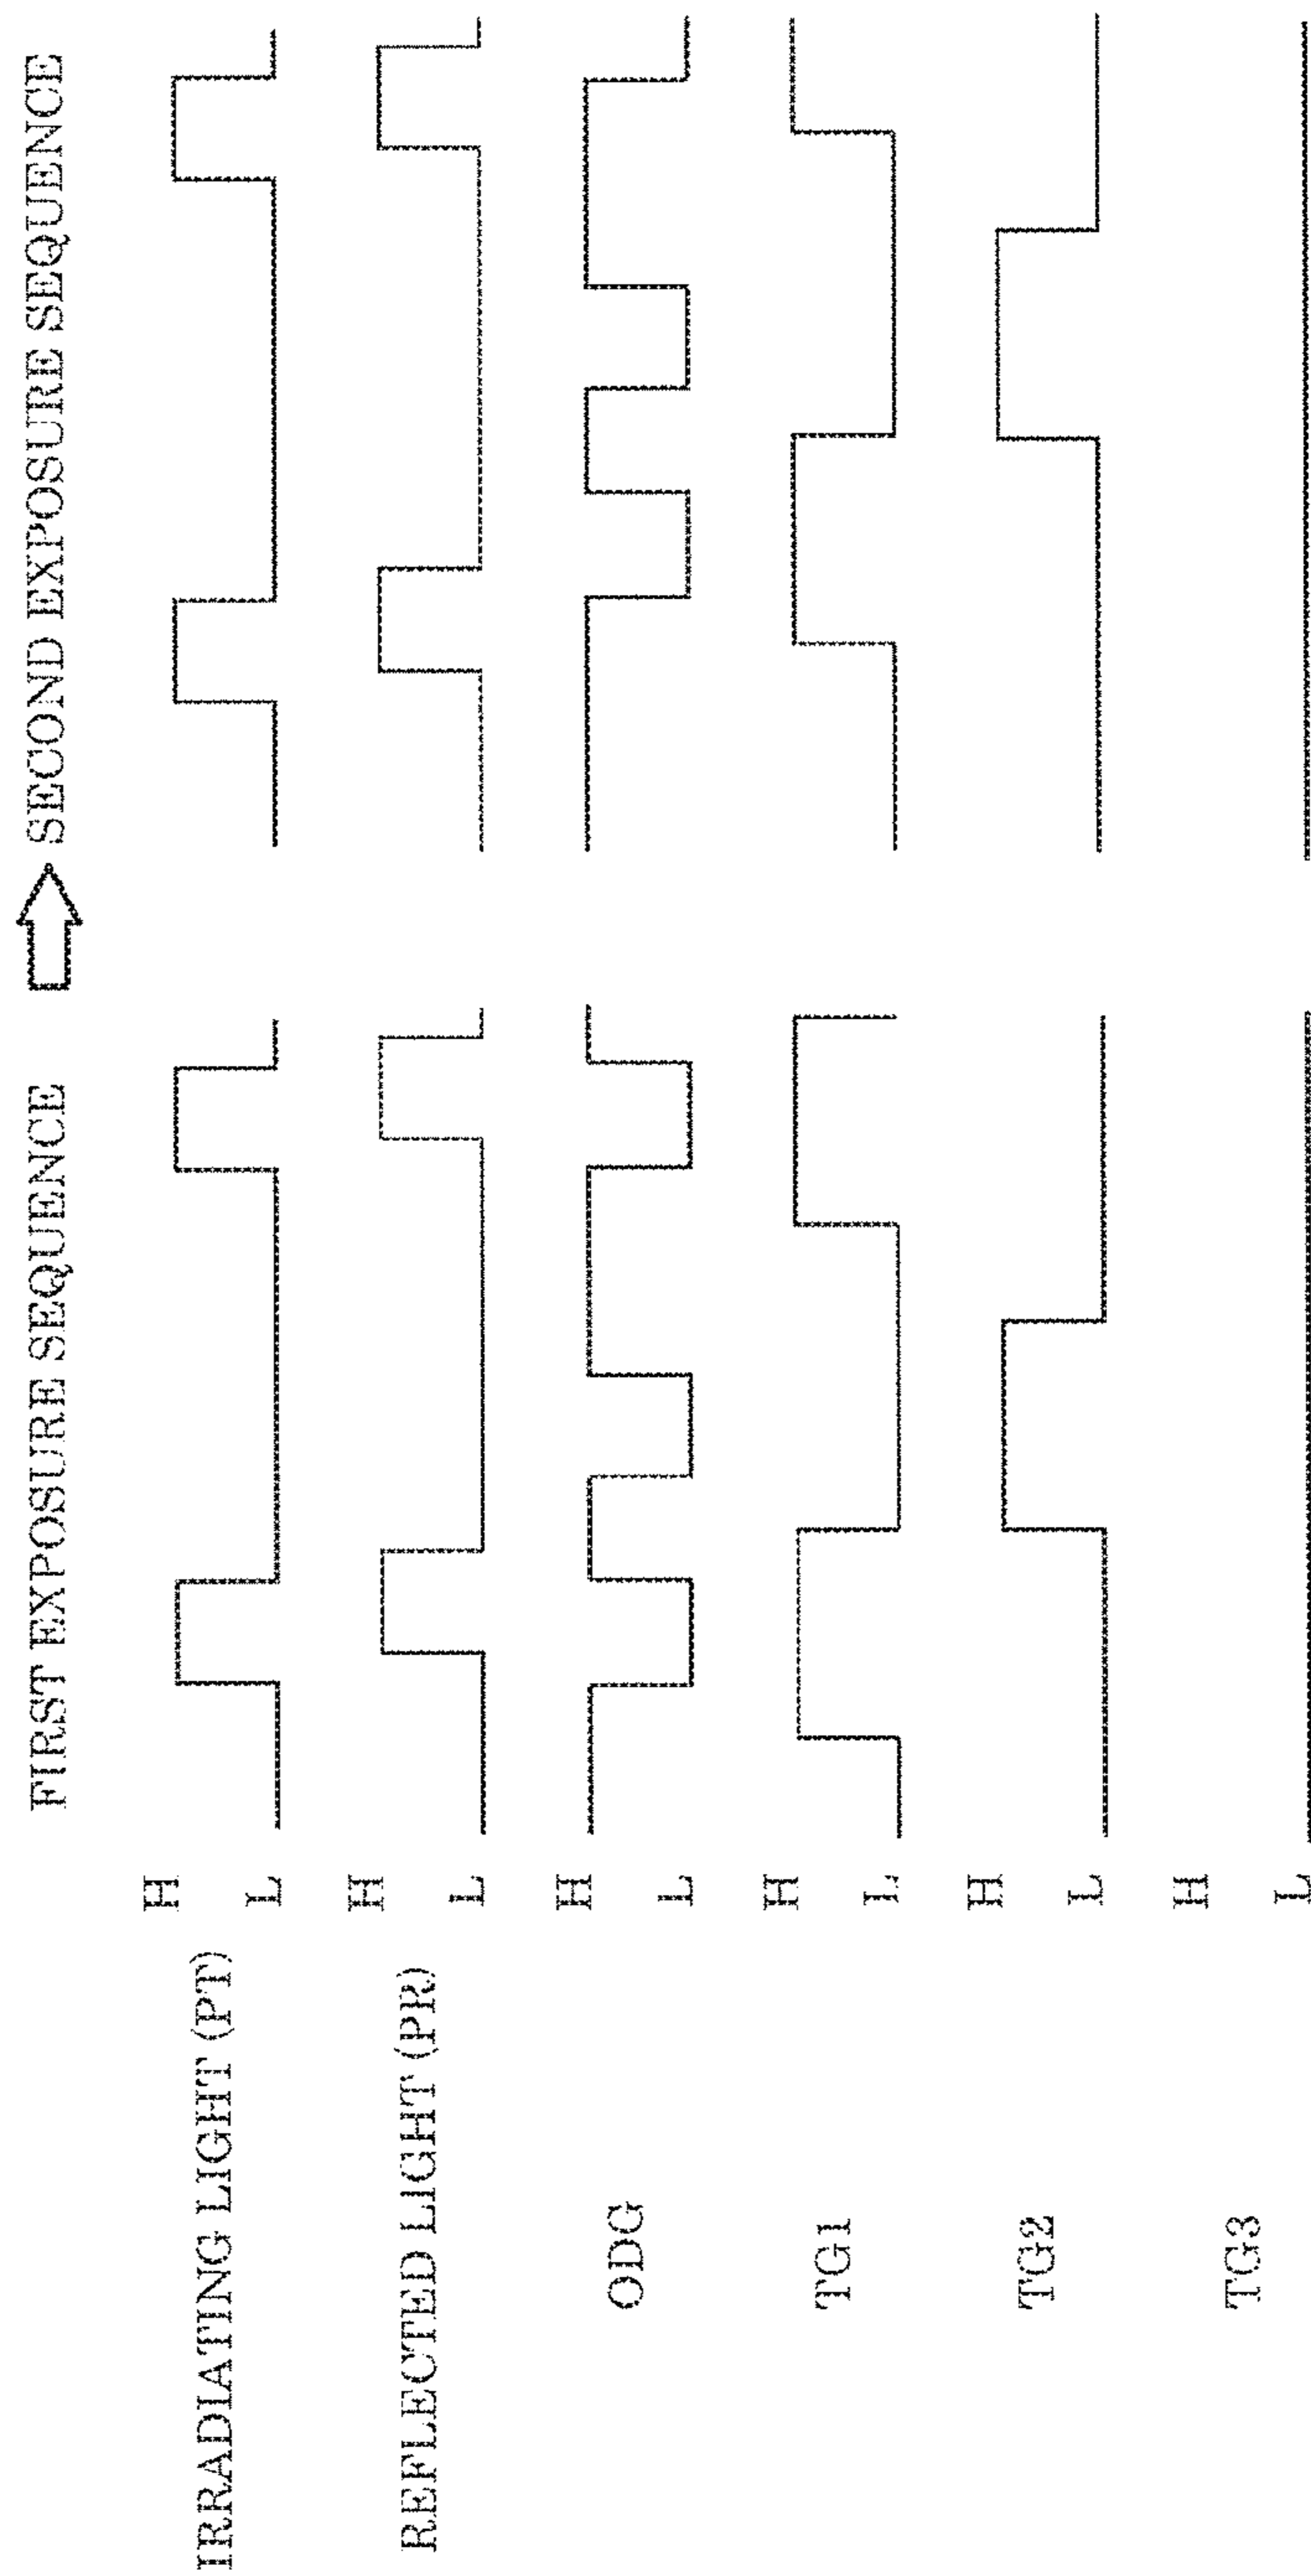 FIRST EXPOSURE SEQUENCE
SECOND EXPOSURE SEQUENCE
IRRADIATING LIGHT (PT)
H
L
REFLECTED LIGHT (PR)
H
L
ODG
H
L
TG1
H
L
TG2
H
L
TG3
H
L